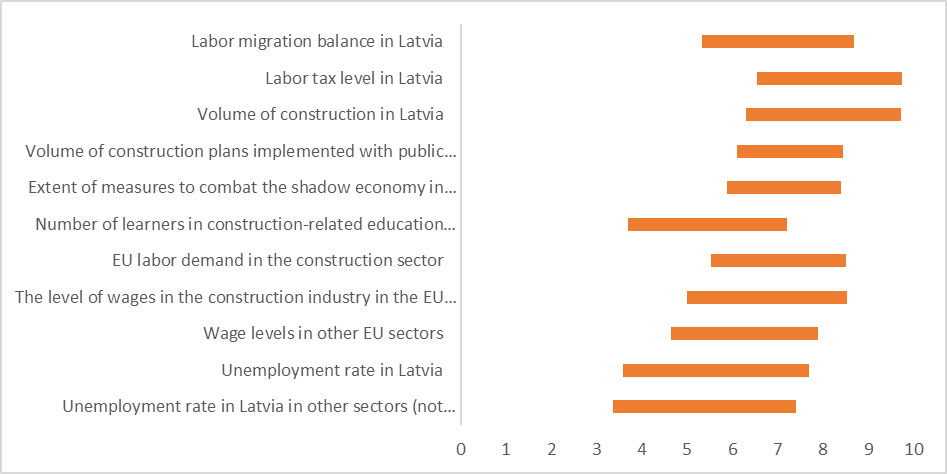 Labor migration balance in Latvia
Labor tax level in Latvia
Volume of construction in Latvia
Volume of construction plans implemented with public...
Extent of measures to combat the shadow economy in...
Number of learners in construction-related education...
EU labor demand in the construction sector
The level of wages in the construction industry in the EU...
Wage levels in other EU sectors
Unemployment rate in Latvia
Unemployment rate in Latvia in other sectors (not...
0 1 2 3 4 5 6 7 8 9 10